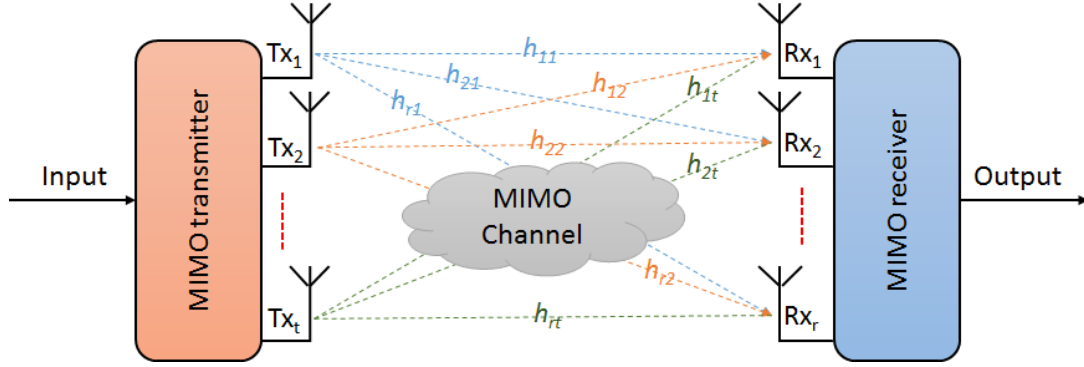 Input
MIMO transmitter
Tx₁
Tx₂
Txₜ
h₁₁
h₂₁
hᵣ₁
h₁₂
h₂₂
h₁ₜ
h₂ₜ
MIMO
Channel
hᵣ₂
hᵣₜ
Rx₁
Rx₂
Rxᵣ
MIMO receiver
Output